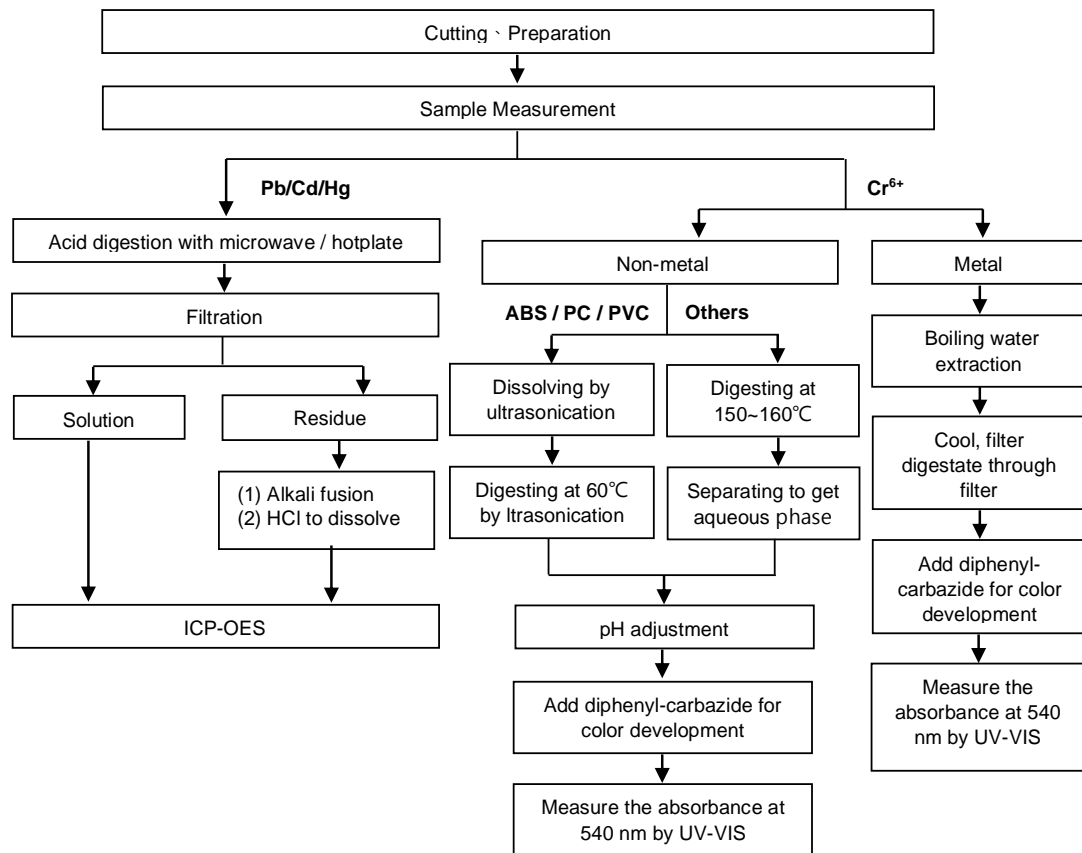 Cutting、Preparation
Sample Measurement
Pb/Cd/Hg
Cr6+
Acid digestion with microwave / hotplate
Filtration
Solution
Residue
(1) Alkali fusion
(2) HCl to dissolve
ICP-OES
Non-metal
ABS / PC / PVC
Others
Dissolving by
ultrasonication
Digesting at
150~160℃
Digesting at 60℃
by ltrasonication
Separating to get
aqueous phase
pH adjustment
Add diphenyl-carbazide for
color development
Measure the absorbance at
540 nm by UV-VIS
Metal
Boiling water
extraction
Cool, filter
digestate through
filter
Add diphenyl-
carbazide for color
development
Measure the
absorbance at 540
nm by UV-VIS